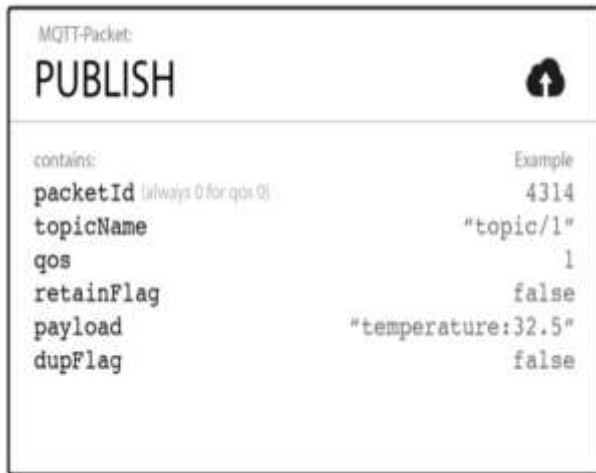 MQTT-Packet:
PUBLISH
contains: Example
packetId (always 0 for qos 0) 4314
topicName "topic/1"
qos 1
retainFlag false
payload "temperature:32.5"
dupFlag false